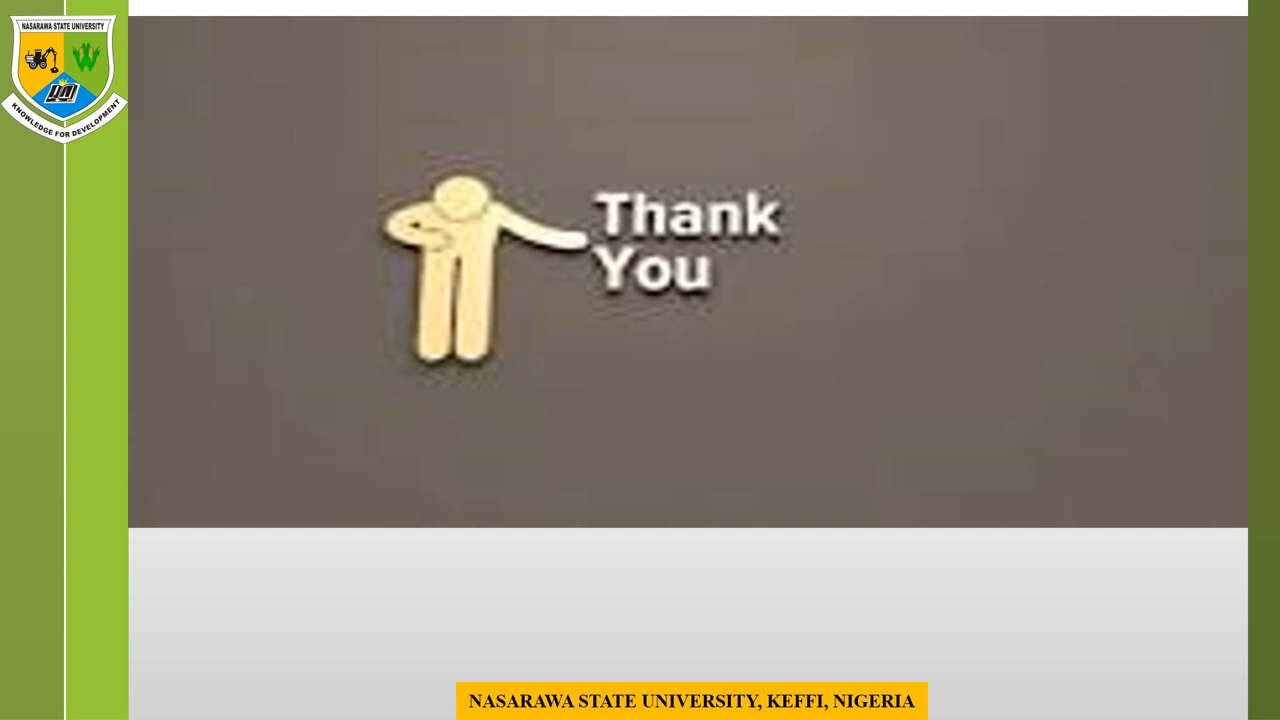 NASARAWA STATE UNIVERSITY
KNOWLEDGE FOR DEVELOPMENT
Thank
You
NASARAWA STATE UNIVERSITY, KEFFI, NIGERIA